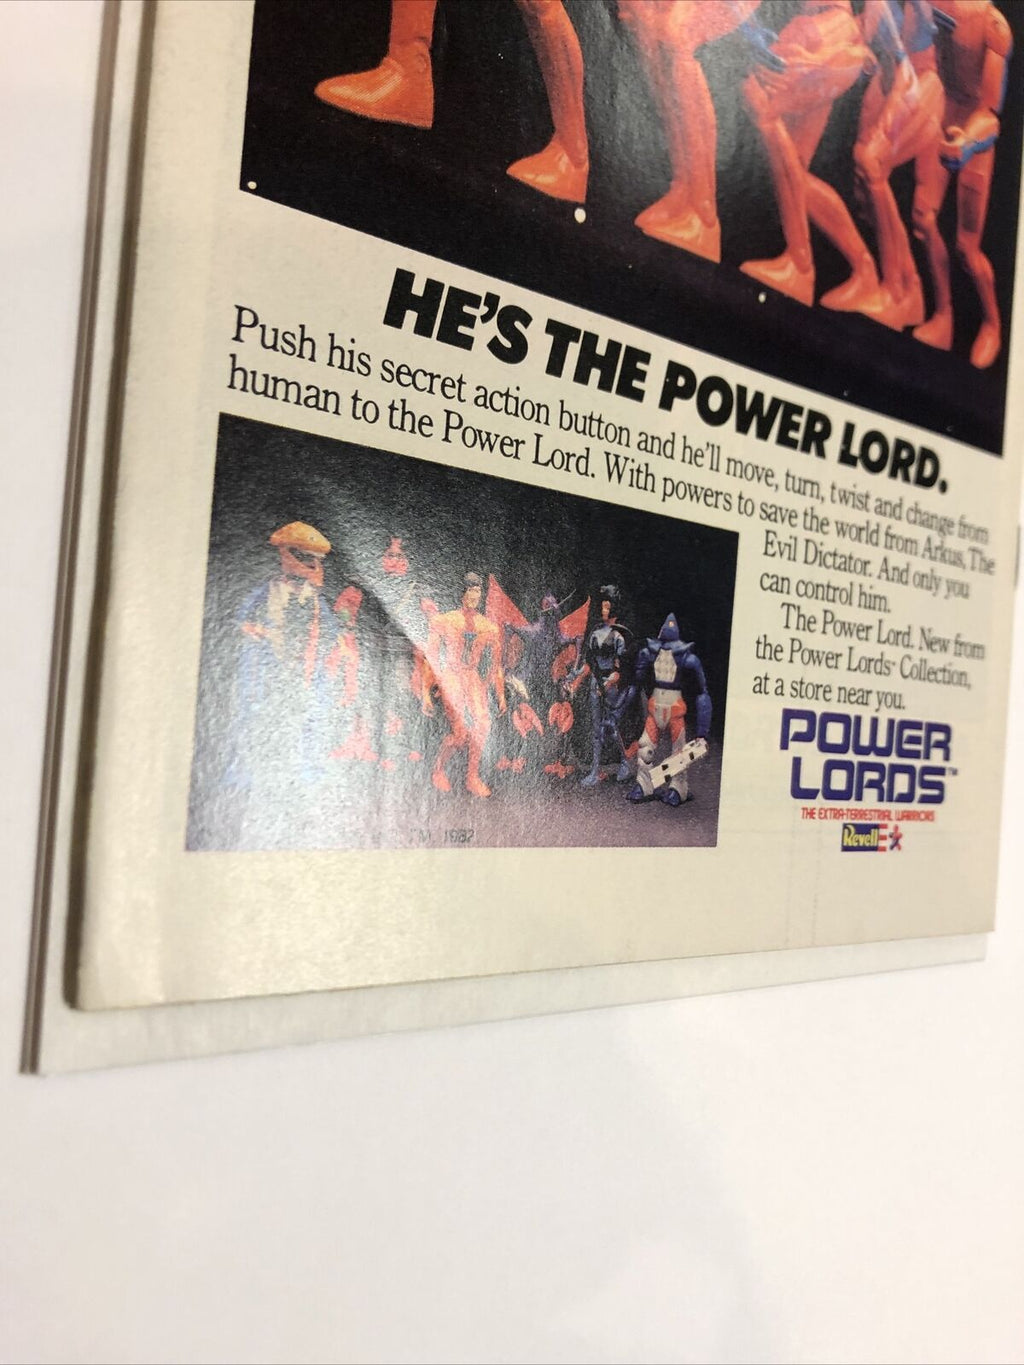 HE'S THE POWER LORD.
Push his secret action button and he'll move, turn, twist and change from
human to the Power Lord. With powers to save the world from Arkus, The
Evil Dictator. And only you
can control him.
The Power Lord. New from
the Power Lords™ Collection,
at a store near you.
POWER
LORDS™
THE EXTRA-TERRESTRIAL WARRIORS
Revell
1982